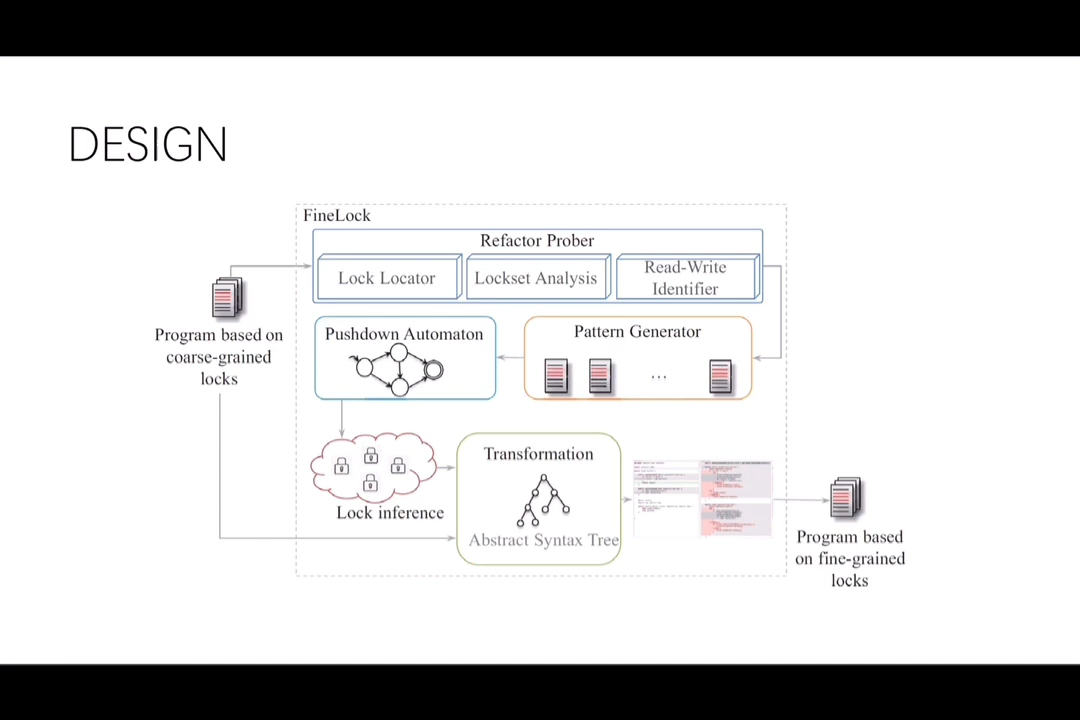 DESIGN
FineLock
Refactor Prober
Lock Locator
Lockset Analysis
Read-Write
Identifier
Program based on
coarse-grained
locks
Pushdown Automaton
Pattern Generator
...
Lock inference
Transformation
Abstract Syntax Tree
Program based
on fine-grained
locks